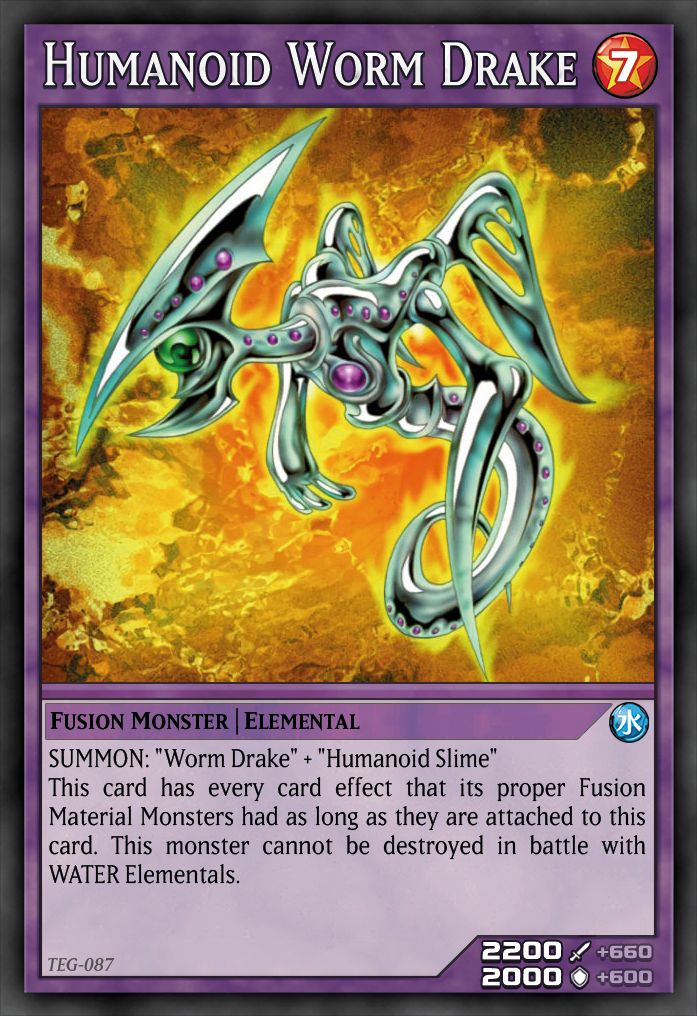 Humanoid Worm Drake 7
Fusion Monster | Elemental 水
SUMMON: "Worm Drake" + "Humanoid Slime"
This card has every card effect that its proper Fusion
Material Monsters had as long as they are attached to this
card. This monster cannot be destroyed in battle with
WATER Elementals.
2200 +660
TEG-087
2000 +600